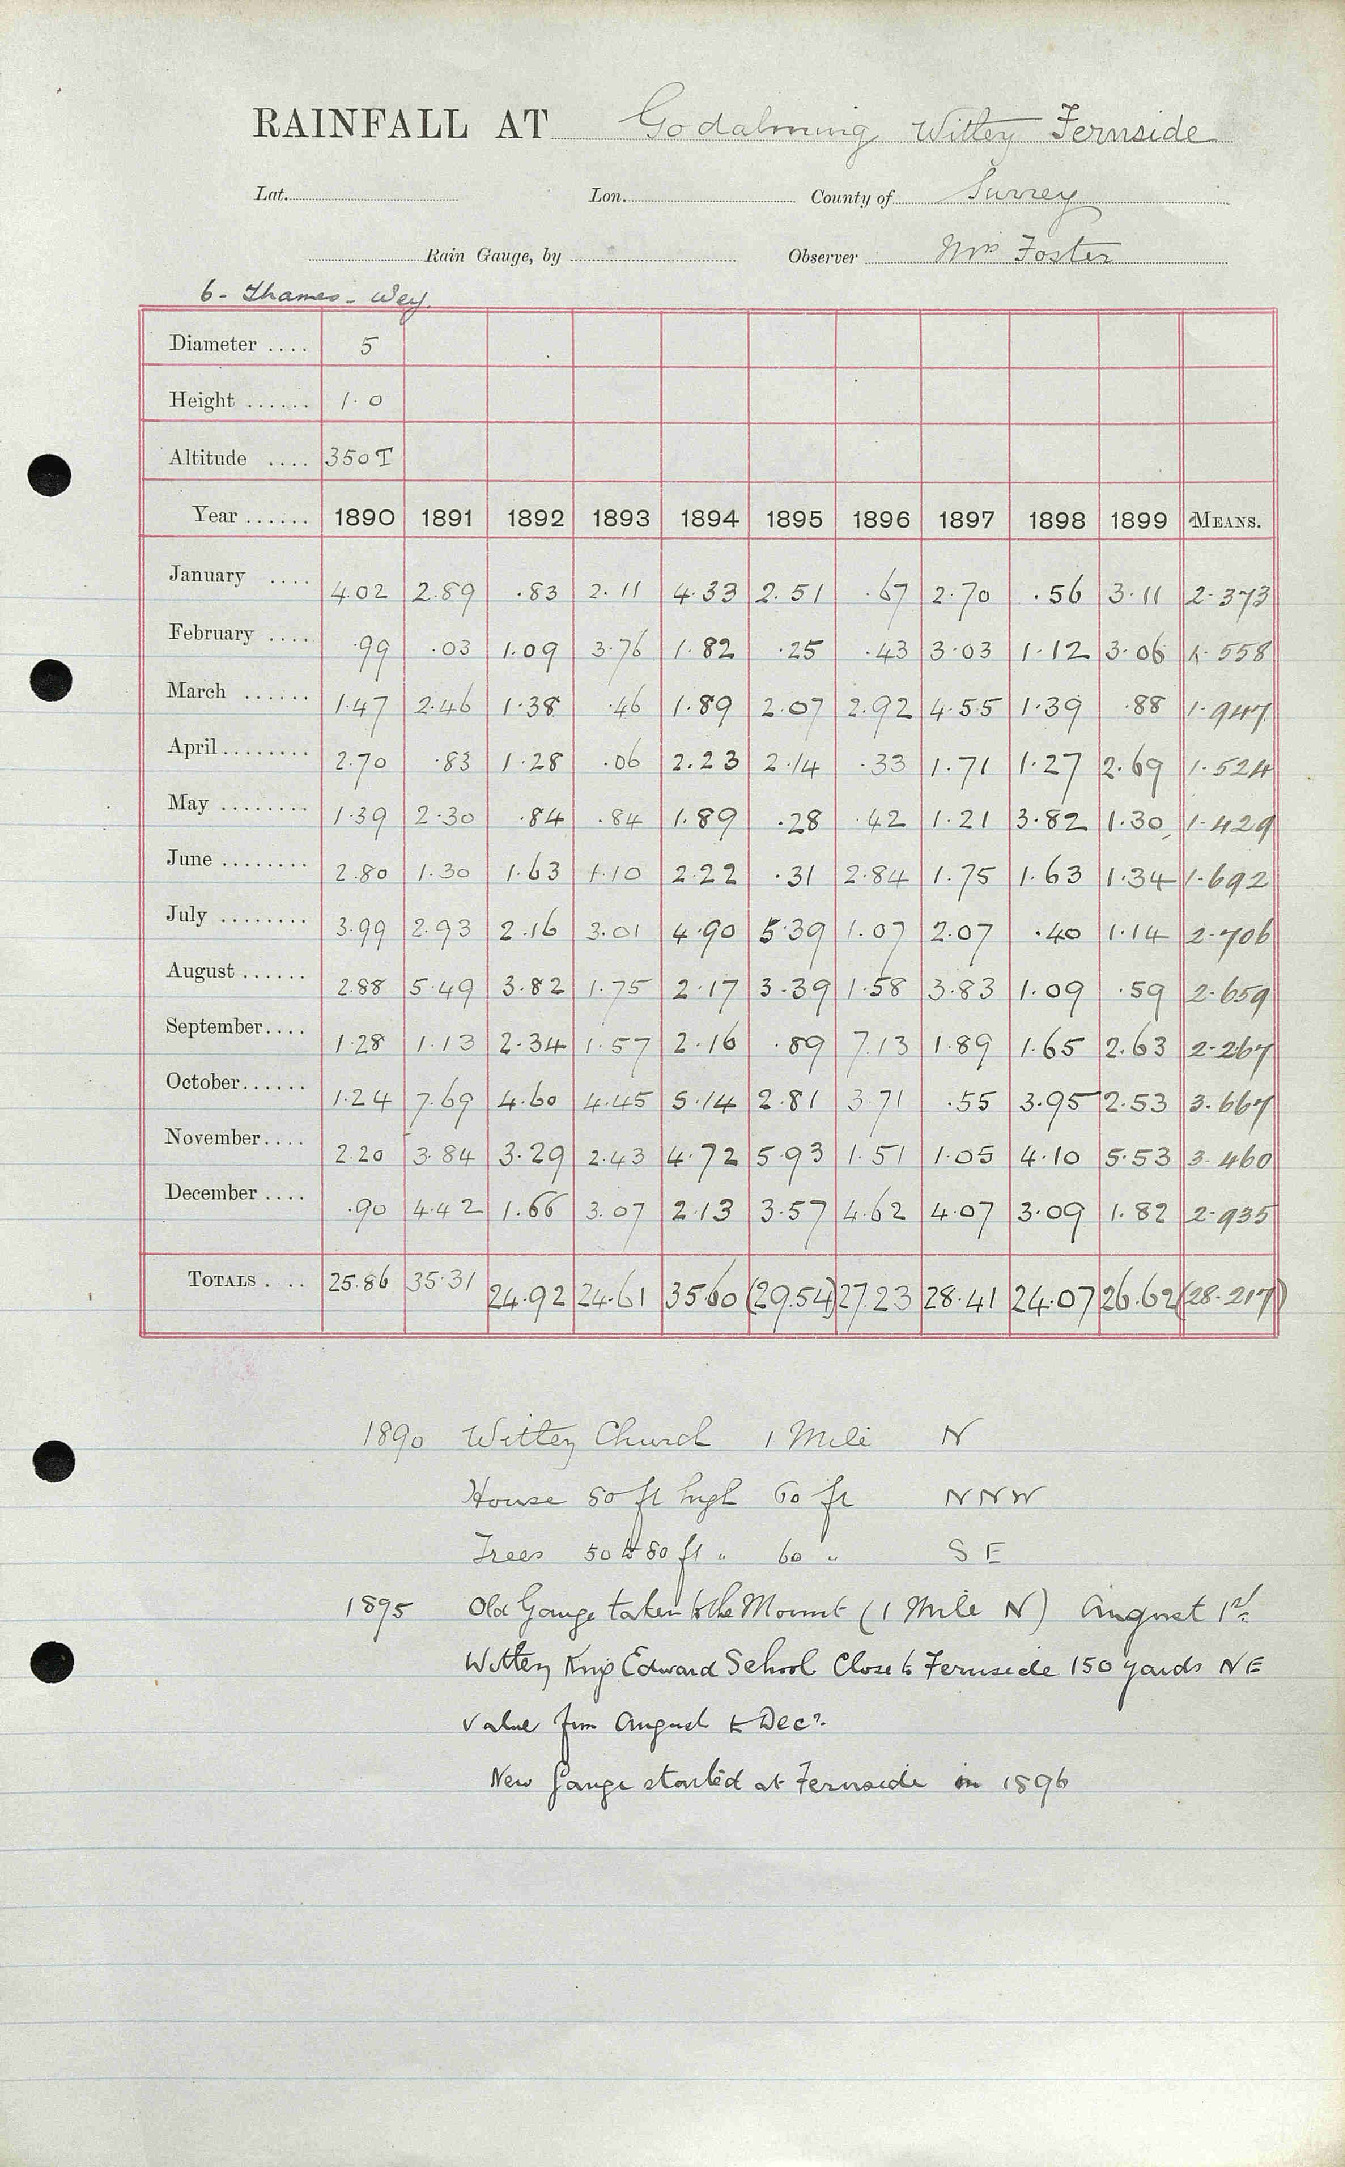 RAINFALL AT Godalming Witley Fernside
Lat. Lon. County of Surrey
Rain Gauge, by Observer Mrs Foster
6 - Thames - Wey.
Diameter .... 5
Height ...... 1·0
Altitude .... 350 T
Year ...... 1890 1891 1892 1893 1894 1895 1896 1897 1898 1899 MEANS.
January .... 4.02 2.89 .83 2.11 4.33 2.51 .67 2.70 .56 3.11 2.373
February .... .99 .03 1.09 3.76 1.82 .25 .43 3.03 1.12 3.06 1.558
March ...... 1.47 2.46 1.38 .46 1.89 2.07 2.92 4.55 1.39 .88 1.947
April ........ 2.70 .83 1.28 .06 2.23 2.14 .33 1.71 1.27 2.69 1.524
May ........ 1.39 2.30 .84 .84 1.89 .28 .42 1.21 3.82 1.30 1.429
June ........ 2.80 1.30 1.63 1.10 2.22 .31 2.84 1.75 1.63 1.34 1.692
July ........ 3.99 2.93 2.16 3.01 4.90 5.39 1.07 2.07 .40 1.14 2.706
August ...... 2.88 5.49 3.82 1.75 2.17 3.39 1.58 3.83 1.09 .59 2.659
September .... 1.28 1.13 2.34 1.57 2.16 .89 7.13 1.89 1.65 2.63 2.267
October ...... 1.24 7.69 4.60 4.45 5.14 2.81 3.71 .55 3.95 2.53 3.667
November .... 2.20 3.84 3.29 2.43 4.72 5.93 1.51 1.05 4.10 5.53 3.460
December .... .90 4.42 1.66 3.07 2.13 3.57 4.62 4.07 3.09 1.82 2.935
TOTALS . .. 25.86 35.31 24.92 24.61 35.60 (29.54) 27.23 28.41 24.07 26.62 (28.217)
1890 Witley Church 1 Mile N
House 50 ft high 60 ft NNW
Trees 50 to 80 ft " 60 " SE
1895 Old Gauge taken to the Mount (1 Mile N) August 1st.
Witley King Edward School Close to Fernside 150 yards NE
value from August to Decr.
New Gauge started at Fernside in 1896